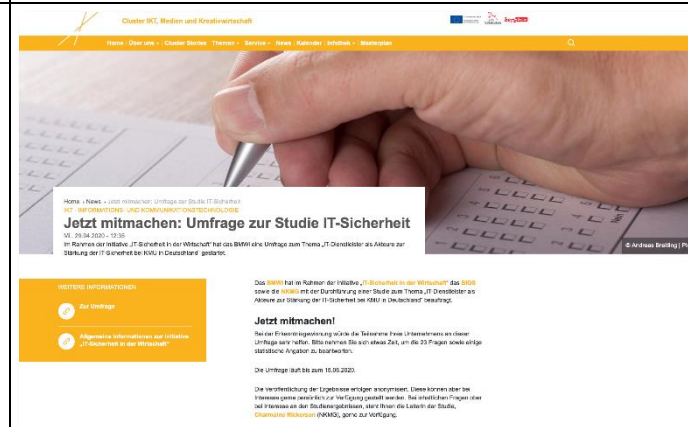 Cluster IKT, Medien und Kreativwirtschaft
Home Über uns Cluster Stories Themen Service News Kalender Infothek Masterplan
Home News Jetzt mitmachen: Umfrage zur Studie IT-Sicherheit
IKT - INFORMATIONS- UND KOMMUNIKATIONSTECHNOLOGIE
Jetzt mitmachen: Umfrage zur Studie IT-Sicherheit
MI., 29.04.2020 -
Im Rahmen der Initiative „IT-Sicherheit in der Wirtschaft“ hat das BMWi eine Umfrage zum Thema „IT-Dienstleister als Akteure zur
Stärkung der IT-Sicherheit bei KMU in Deutschland“ gestartet.
© Andreas Breitling |
WEITERE INFORMATIONEN
Zur Umfrage
Allgemeine Informationen zur Initiative
„IT-Sicherheit in der Wirtschaft“
Das BMWi hat im Rahmen der Initiative „IT-Sicherheit in der Wirtschaft“ das
sowie die NKMG mit der Durchführung einer Studie zum Thema „IT-Dienstleister als
Akteure zur Stärkung der IT-Sicherheit bei KMU in Deutschland“ beauftragt.
Jetzt mitmachen!
Bei der Erkenntnisgewinnung würde die Teilnahme Ihres Unternehmens an dieser
Umfrage sehr helfen. Bitte nehmen Sie sich etwas Zeit, um die 23 Fragen sowie einige
statistische Angaben zu beantworten.
Die Umfrage läuft bis zum
Die Veröffentlichung der Ergebnisse erfolgen anonymisiert. Diese können aber bei
Interesse gerne persönlich zur Verfügung gestellt werden. Bei inhaltlichen Fragen oder
bei Interesse an den Studienergebnissen, steht Ihnen die Leiterin der Studie,
Charmaine (NKMG), gerne zur Verfügung.